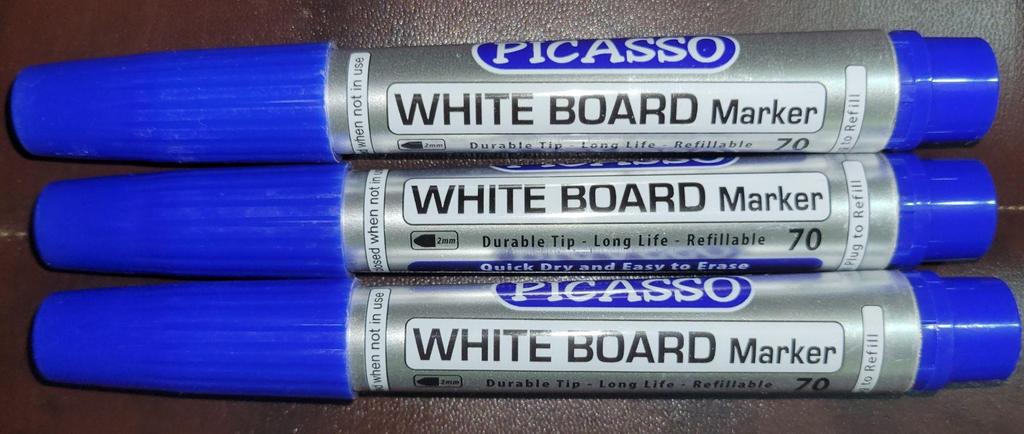 PICASSO
WHITE BOARD Marker
2mm Durable Tip - Long Life - Refillable 70
when not in use
to Refill
PICASSO
WHITE BOARD Marker
2mm Durable Tip - Long Life - Refillable 70
Quick Dry and Easy to Erase
when not in
Plug to Refill
PICASSO
WHITE BOARD Marker
2mm Durable Tip - Long Life - Refillable 70
when not in use
to Refill